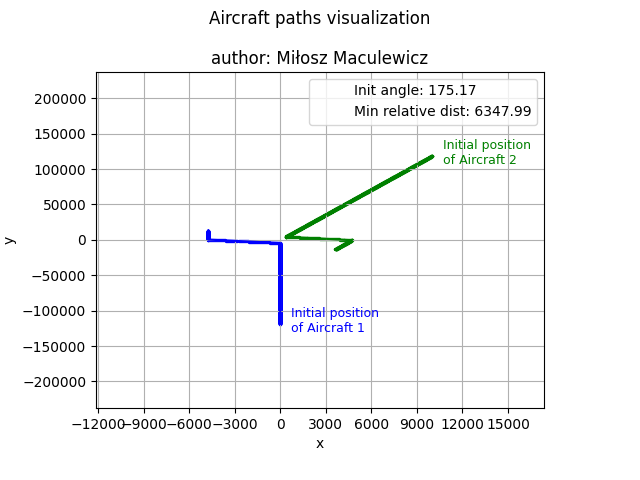 Aircraft paths visualization
author: Miłosz Maculewicz
Init angle: 175.17
Min relative dist: 6347.99
200000
150000
100000
50000
0
−50000
−100000
−150000
−200000
y
Initial position
of Aircraft 2
Initial position
of Aircraft 1
−12000 −9000 −6000 −3000 0 3000 6000 9000 12000 15000
x